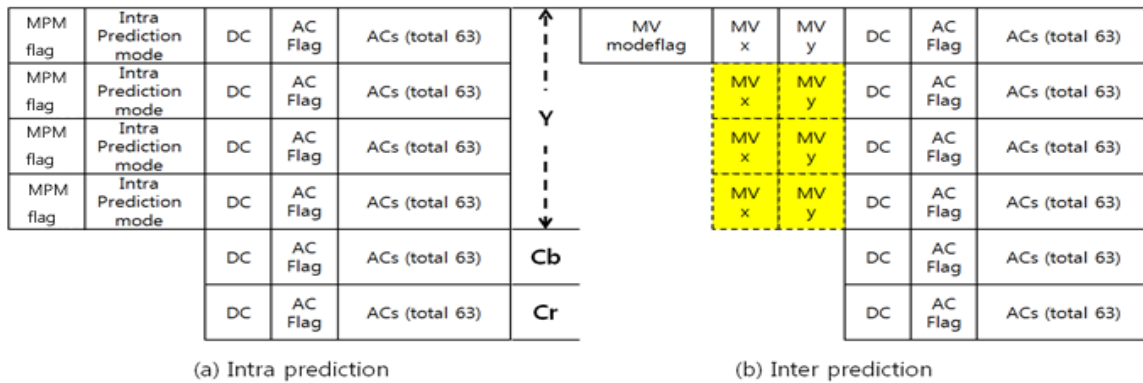 MPM flag Intra Prediction mode DC AC Flag ACs (total 63) MV modeflag MV x MV y DC AC Flag ACs (total 63)
MPM flag Intra Prediction mode DC AC Flag ACs (total 63) MV x MV y DC AC Flag ACs (total 63)
Y
MPM flag Intra Prediction mode DC AC Flag ACs (total 63) MV x MV y DC AC Flag ACs (total 63)
MPM flag Intra Prediction mode DC AC Flag ACs (total 63) MV x MV y DC AC Flag ACs (total 63)
DC AC Flag ACs (total 63) Cb DC AC Flag ACs (total 63)
DC AC Flag ACs (total 63) Cr DC AC Flag ACs (total 63)
(a) Intra prediction (b) Inter prediction